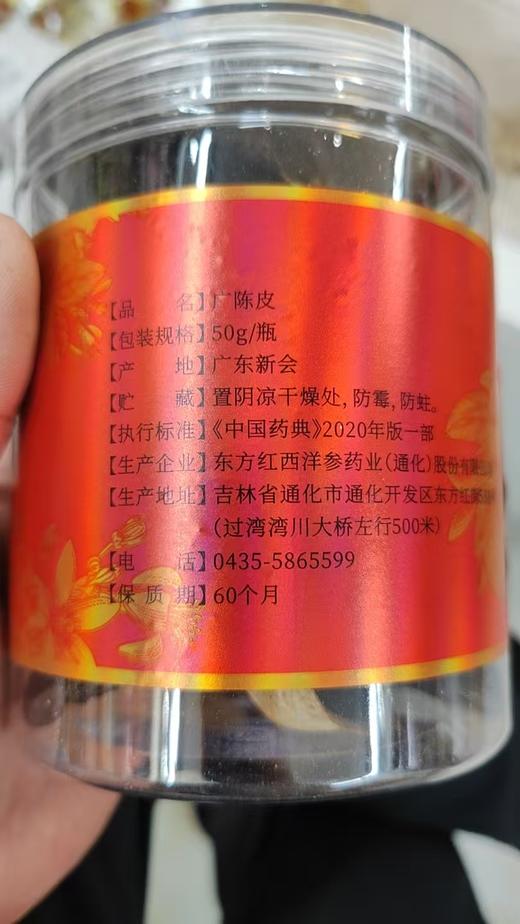 【品名】广陈皮
【包装规格】50g/瓶
【产地】广东新会
【贮藏】置阴凉干燥处,防霉,防蛀。
【执行标准】《中国药典》2020年版一部
【生产企业】东方红西洋参药业(通化)股份有限
【生产地址】吉林省通化市通化开发区东方红
(过湾湾川大桥左行500米)
【电话】0435-5865599
【保质期】60个月